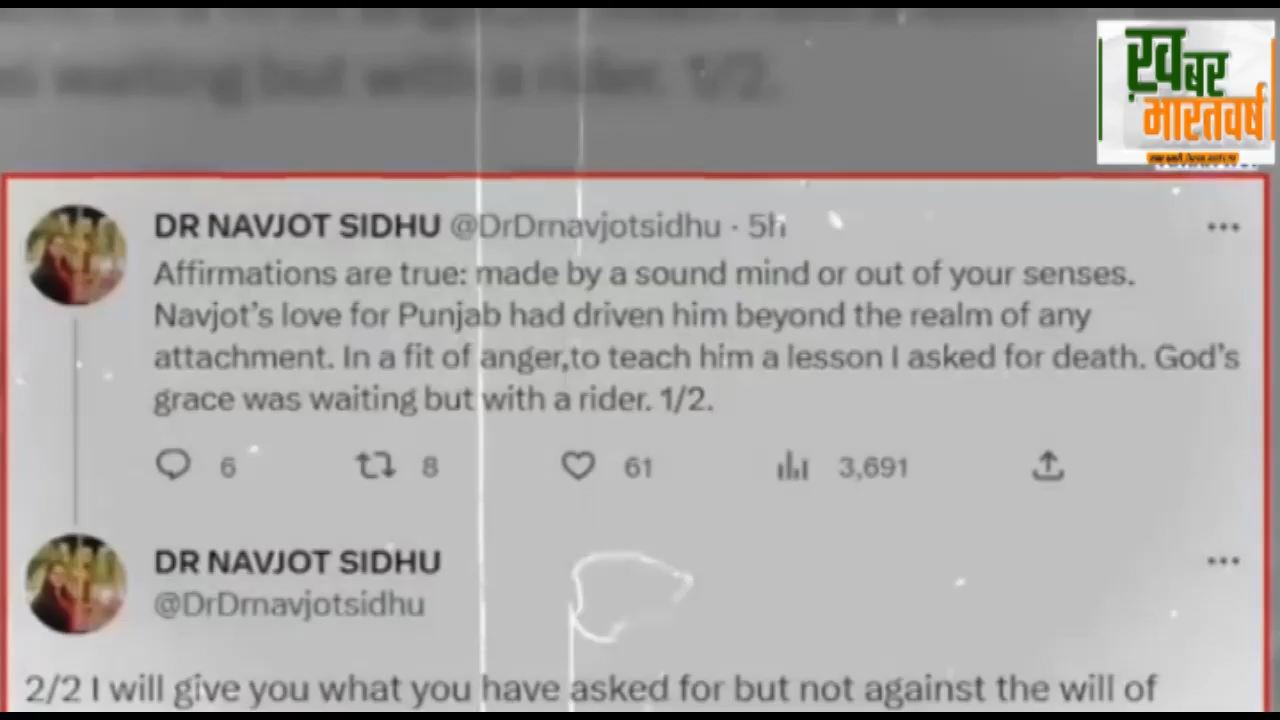 n waiting but with a rider. 1/2.
ख़बर
भारतवर्ष
DR NAVJOT SIDHU @DrDrnavjotsidhu · 5h
Affirmations are true: made by a sound mind or out of your senses.
Navjot's love for Punjab had driven him beyond the realm of any
attachment. In a fit of anger,to teach him a lesson I asked for death. God's
grace was waiting but with a rider. 1/2.
6 8 61 3,691
DR NAVJOT SIDHU
@DrDrnavjotsidhu
2/2 I will give you what you have asked for but not against the will of